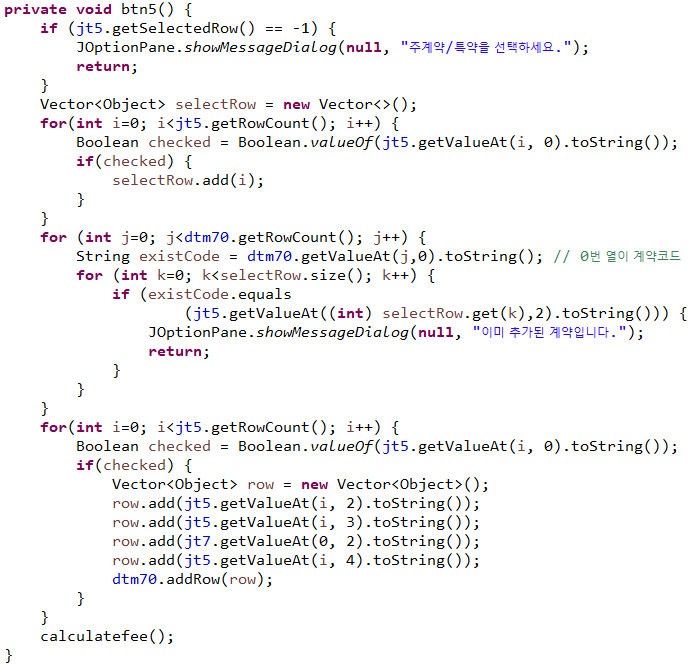 private void btn5() {
    if (jt5.getSelectedRow() == -1) {
        JOptionPane.showMessageDialog(null, "주계약/특약을 선택하세요.");
        return;
    }
    Vector<Object> selectRow = new Vector<>();
    for(int i=0; i<jt5.getRowCount(); i++) {
        Boolean checked = Boolean.valueOf(jt5.getValueAt(i, 0).toString());
        if(checked) {
            selectRow.add(i);
        }
    }
    for (int j=0; j<dtm70.getRowCount(); j++) {
        String existCode = dtm70.getValueAt(j,0).toString(); // 0번 열이 계약코드
        for (int k=0; k<selectRow.size(); k++) {
            if (existCode.equals
                    (jt5.getValueAt((int) selectRow.get(k),2).toString())) {
                JOptionPane.showMessageDialog(null, "이미 추가된 계약입니다.");
                return;
            }
        }
    }
    for(int i=0; i<jt5.getRowCount(); i++) {
        Boolean checked = Boolean.valueOf(jt5.getValueAt(i, 0).toString());
        if(checked) {
            Vector<Object> row = new Vector<Object>();
            row.add(jt5.getValueAt(i, 2).toString());
            row.add(jt5.getValueAt(i, 3).toString());
            row.add(jt7.getValueAt(0, 2).toString());
            row.add(jt5.getValueAt(i, 4).toString());
            dtm70.addRow(row);
        }
    }
    calculatefee();
}